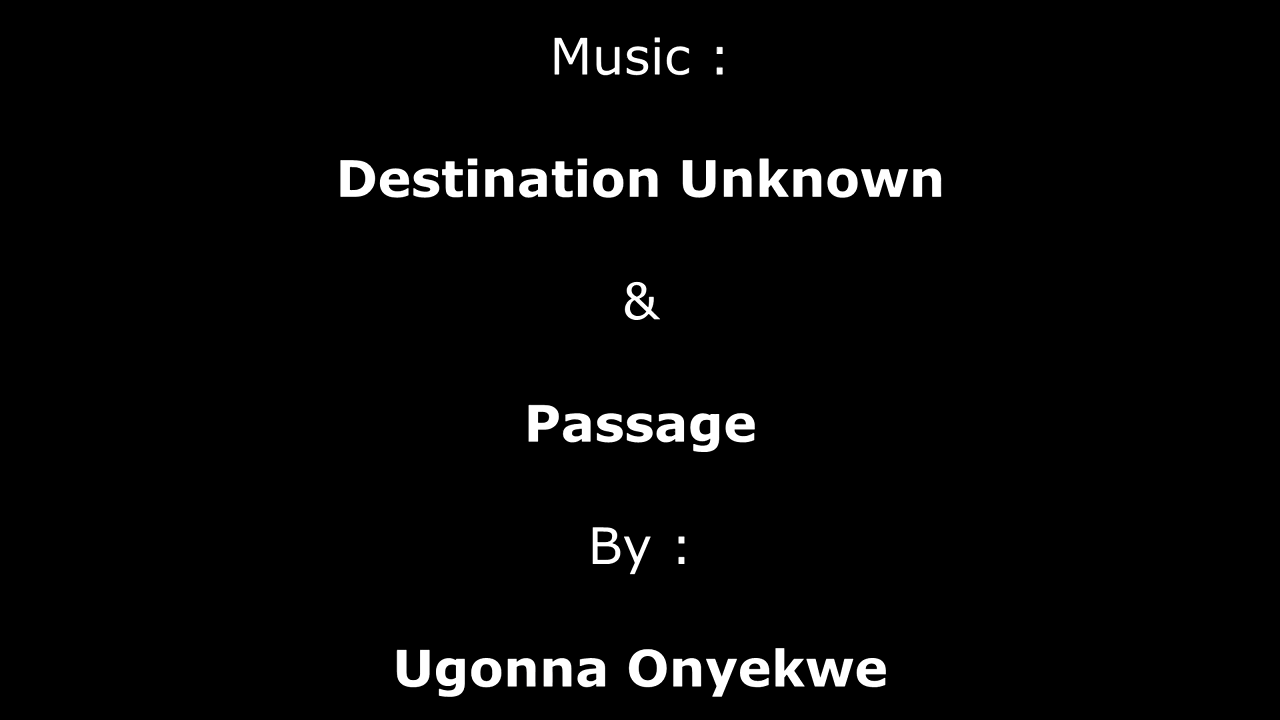 Music :
Destination Unknown
&
Passage
By :
Ugonna Onyekwe